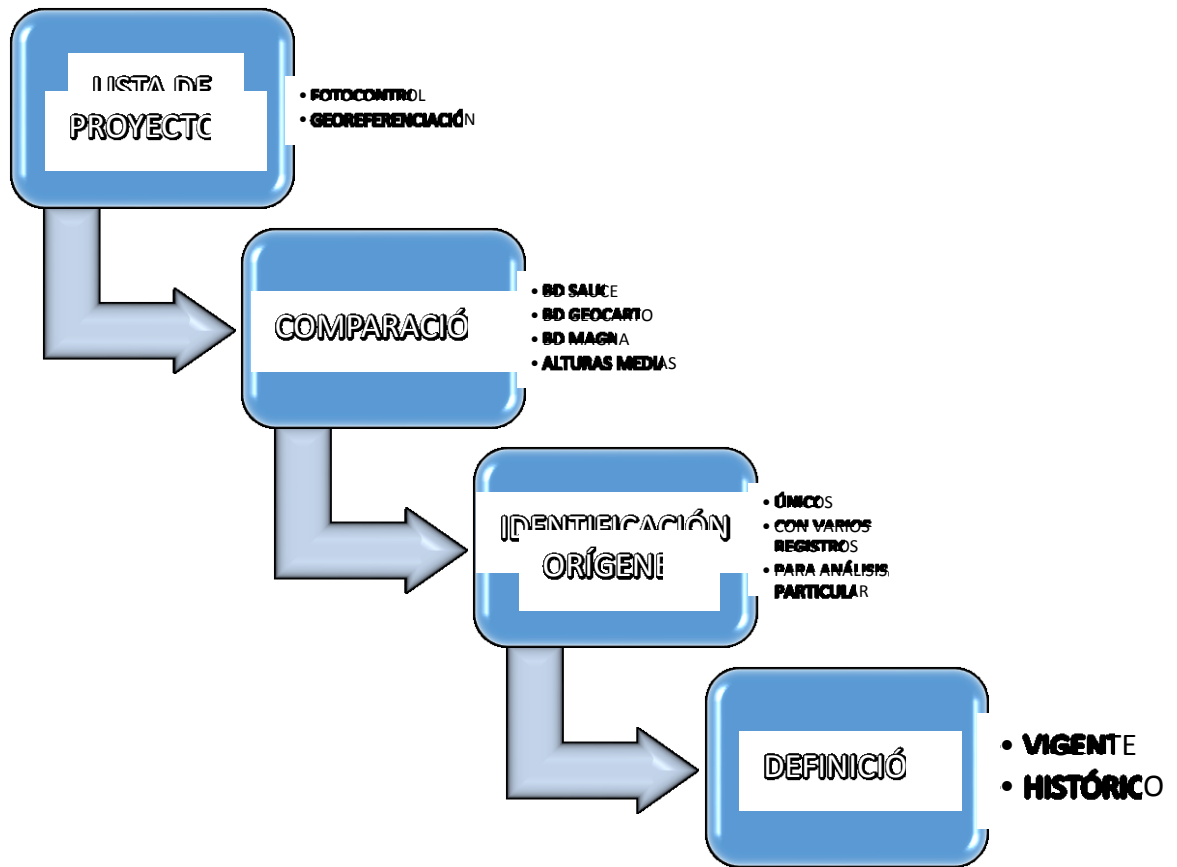 LISTA DE
PROYECTO
• FOTOCONTROL
• GEOREFERENCIACIÓN
COMPARACIÓ
• BD SAUCE
• BD GEOCARTO
• BD MAGNA
• ALTURAS MEDIAS
IDENTIFICACIÓN
ORÍGENE
• ÚNICOS
• CON VARIOS
REGISTROS
• PARA ANÁLISIS
PARTICULAR
DEFINICIÓ
• VIGENTE
• HISTÓRICO